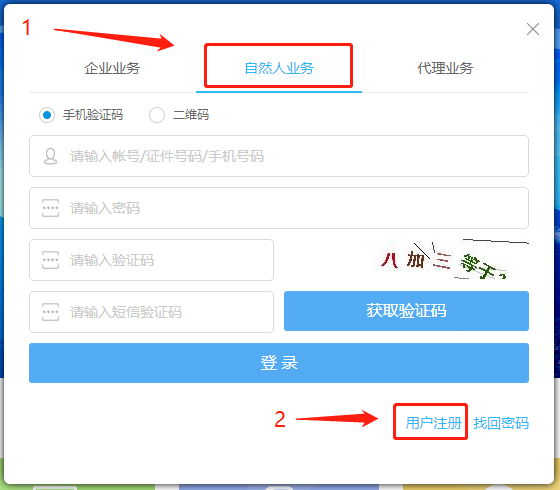 1
企业业务 自然人业务 代理业务
手机验证码 二维码
请输入帐号/证件号码/手机号码
请输入密码
请输入验证码 八加三等于?
请输入短信验证码 获取验证码
登录
2 用户注册 找回密码